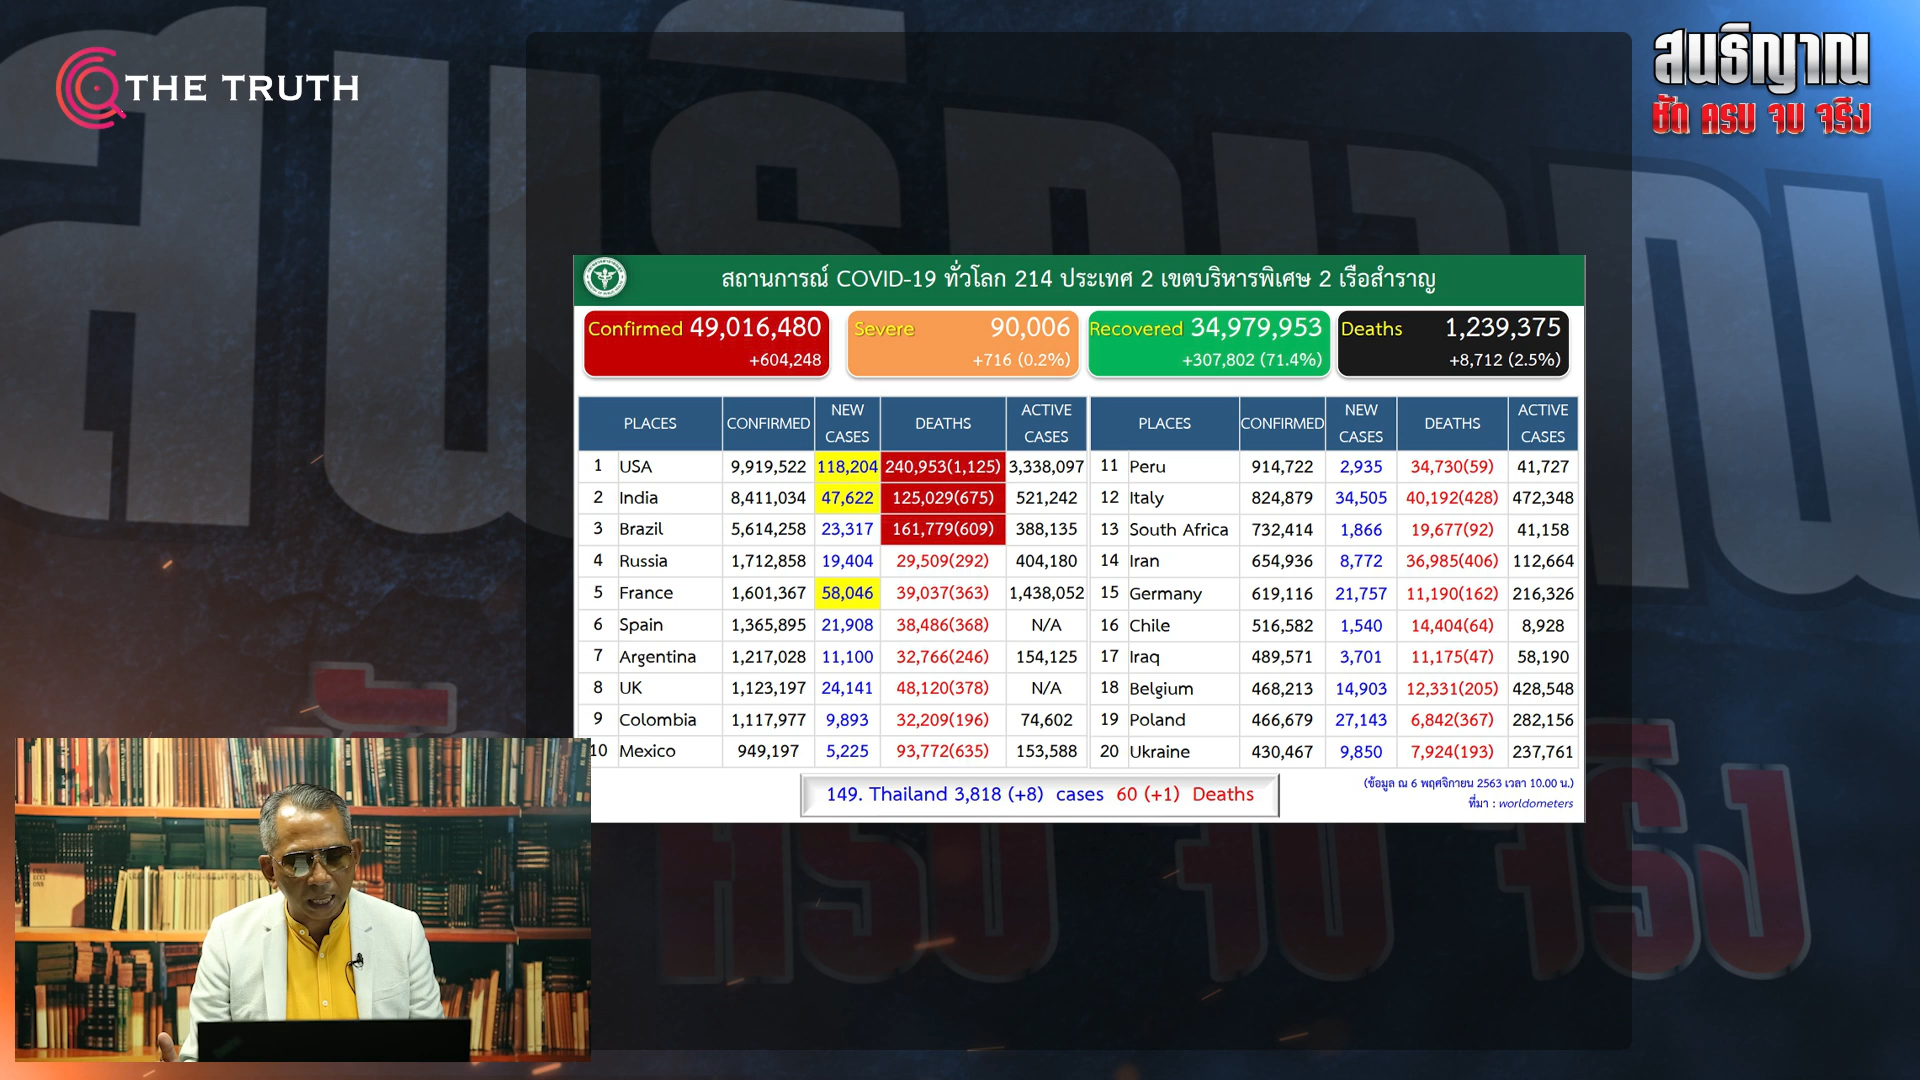 THE TRUTH
สนธิญาณ
ชัด ครบ จบ จริง
สถานการณ์ COVID-19 ทั่วโลก 214 ประเทศ 2 เขตบริหารพิเศษ 2 เรือสำราญ
Confirmed 49,016,480
+604,248
Severe 90,006
+716 (0.2%)
Recovered 34,979,953
+307,802 (71.4%)
Deaths 1,239,375
+8,712 (2.5%)
PLACES CONFIRMED NEW CASES DEATHS ACTIVE CASES PLACES CONFIRMED NEW CASES DEATHS ACTIVE CASES
1 USA 9,919,522 118,204 240,953(1,125) 3,338,097 11 Peru 914,722 2,935 34,730(59) 41,727
2 India 8,411,034 47,622 125,029(675) 521,242 12 Italy 824,879 34,505 40,192(428) 472,348
3 Brazil 5,614,258 23,317 161,779(609) 388,135 13 South Africa 732,414 1,866 19,677(92) 41,158
4 Russia 1,712,858 19,404 29,509(292) 404,180 14 Iran 654,936 8,772 36,985(406) 112,664
5 France 1,601,367 58,046 39,037(363) 1,438,052 15 Germany 619,116 21,757 11,190(162) 216,326
6 Spain 1,365,895 21,908 38,486(368) N/A 16 Chile 516,582 1,540 14,404(64) 8,928
7 Argentina 1,217,028 11,100 32,766(246) 154,125 17 Iraq 489,571 3,701 11,175(47) 58,190
8 UK 1,123,197 24,141 48,120(378) N/A 18 Belgium 468,213 14,903 12,331(205) 428,548
9 Colombia 1,117,977 9,893 32,209(196) 74,602 19 Poland 466,679 27,143 6,842(367) 282,156
10 Mexico 949,197 5,225 93,772(635) 153,588 20 Ukraine 430,467 9,850 7,924(193) 237,761
149. Thailand 3,818 (+8) cases 60 (+1) Deaths
(ข้อมูล ณ 6 พฤศจิกายน 2563 เวลา 10.00 น.)
ที่มา : worldometers